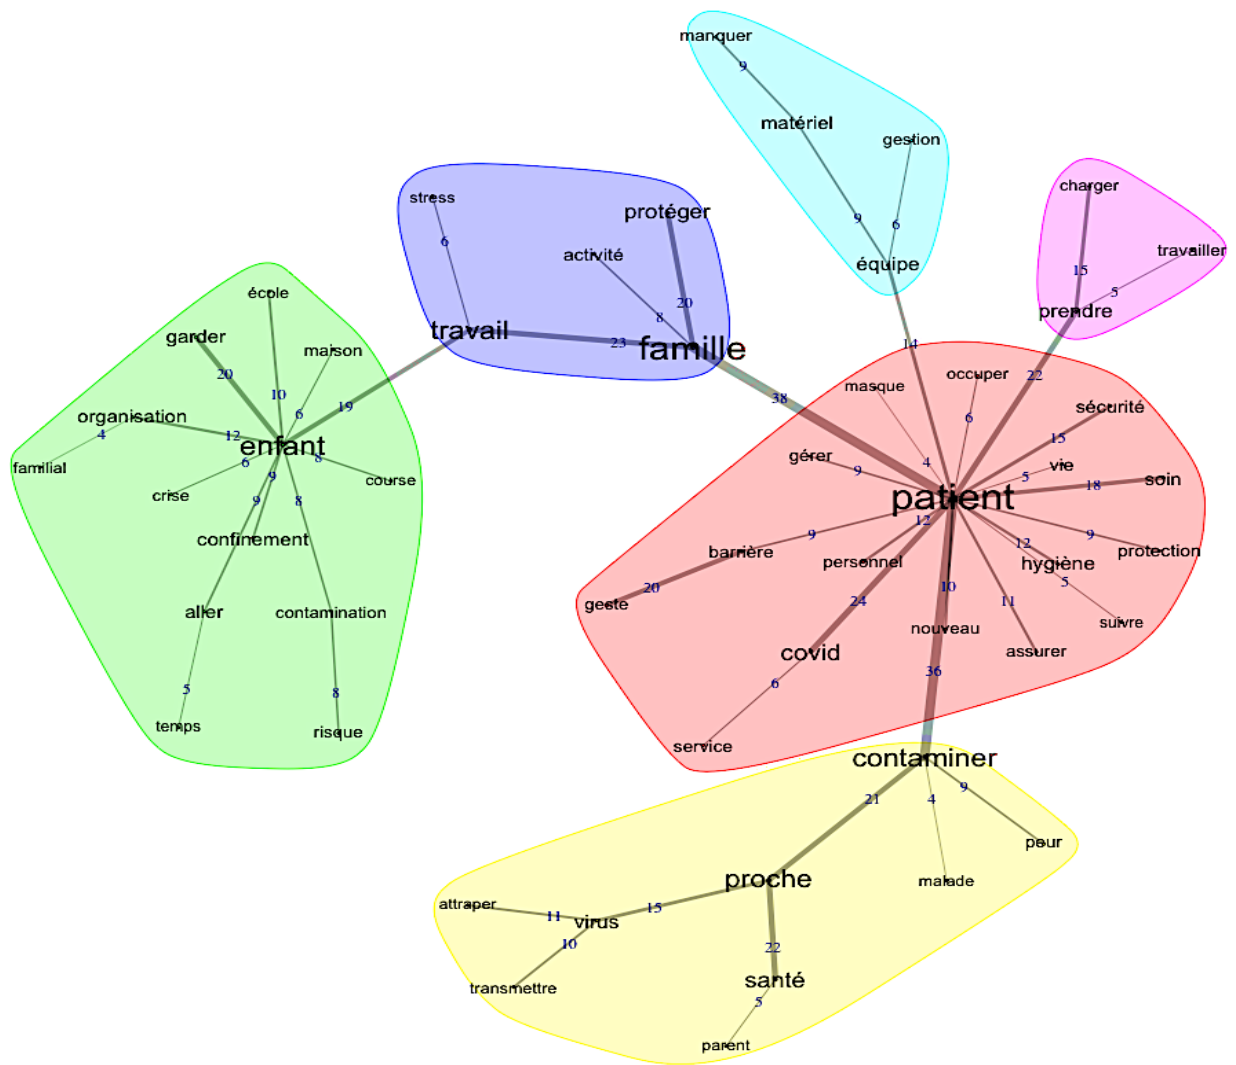 manquer
9
matériel
gestion
9
6
équipe
charger
travailler
15
5
prendre
stress
protéger
6
activité
20
8
travail
23
famille
école
garder
maison
20
10
6
19
organisation
12
4
enfant
familial
6
8
9
crise
course
9
8
confinement
aller
contamination
5
8
temps
risque
14
38
22
masque
occuper
6
sécurité
15
gérer
4
vie
9
5
18
soin
patient
12
9
9
barrière
personnel
12
hygiène
protection
20
24
10
5
geste
11
nouveau
suivre
covid
assurer
6
36
service
contaminer
21
4
9
peur
proche
malade
attraper
11
15
virus
10
22
transmettre
santé
5
parent